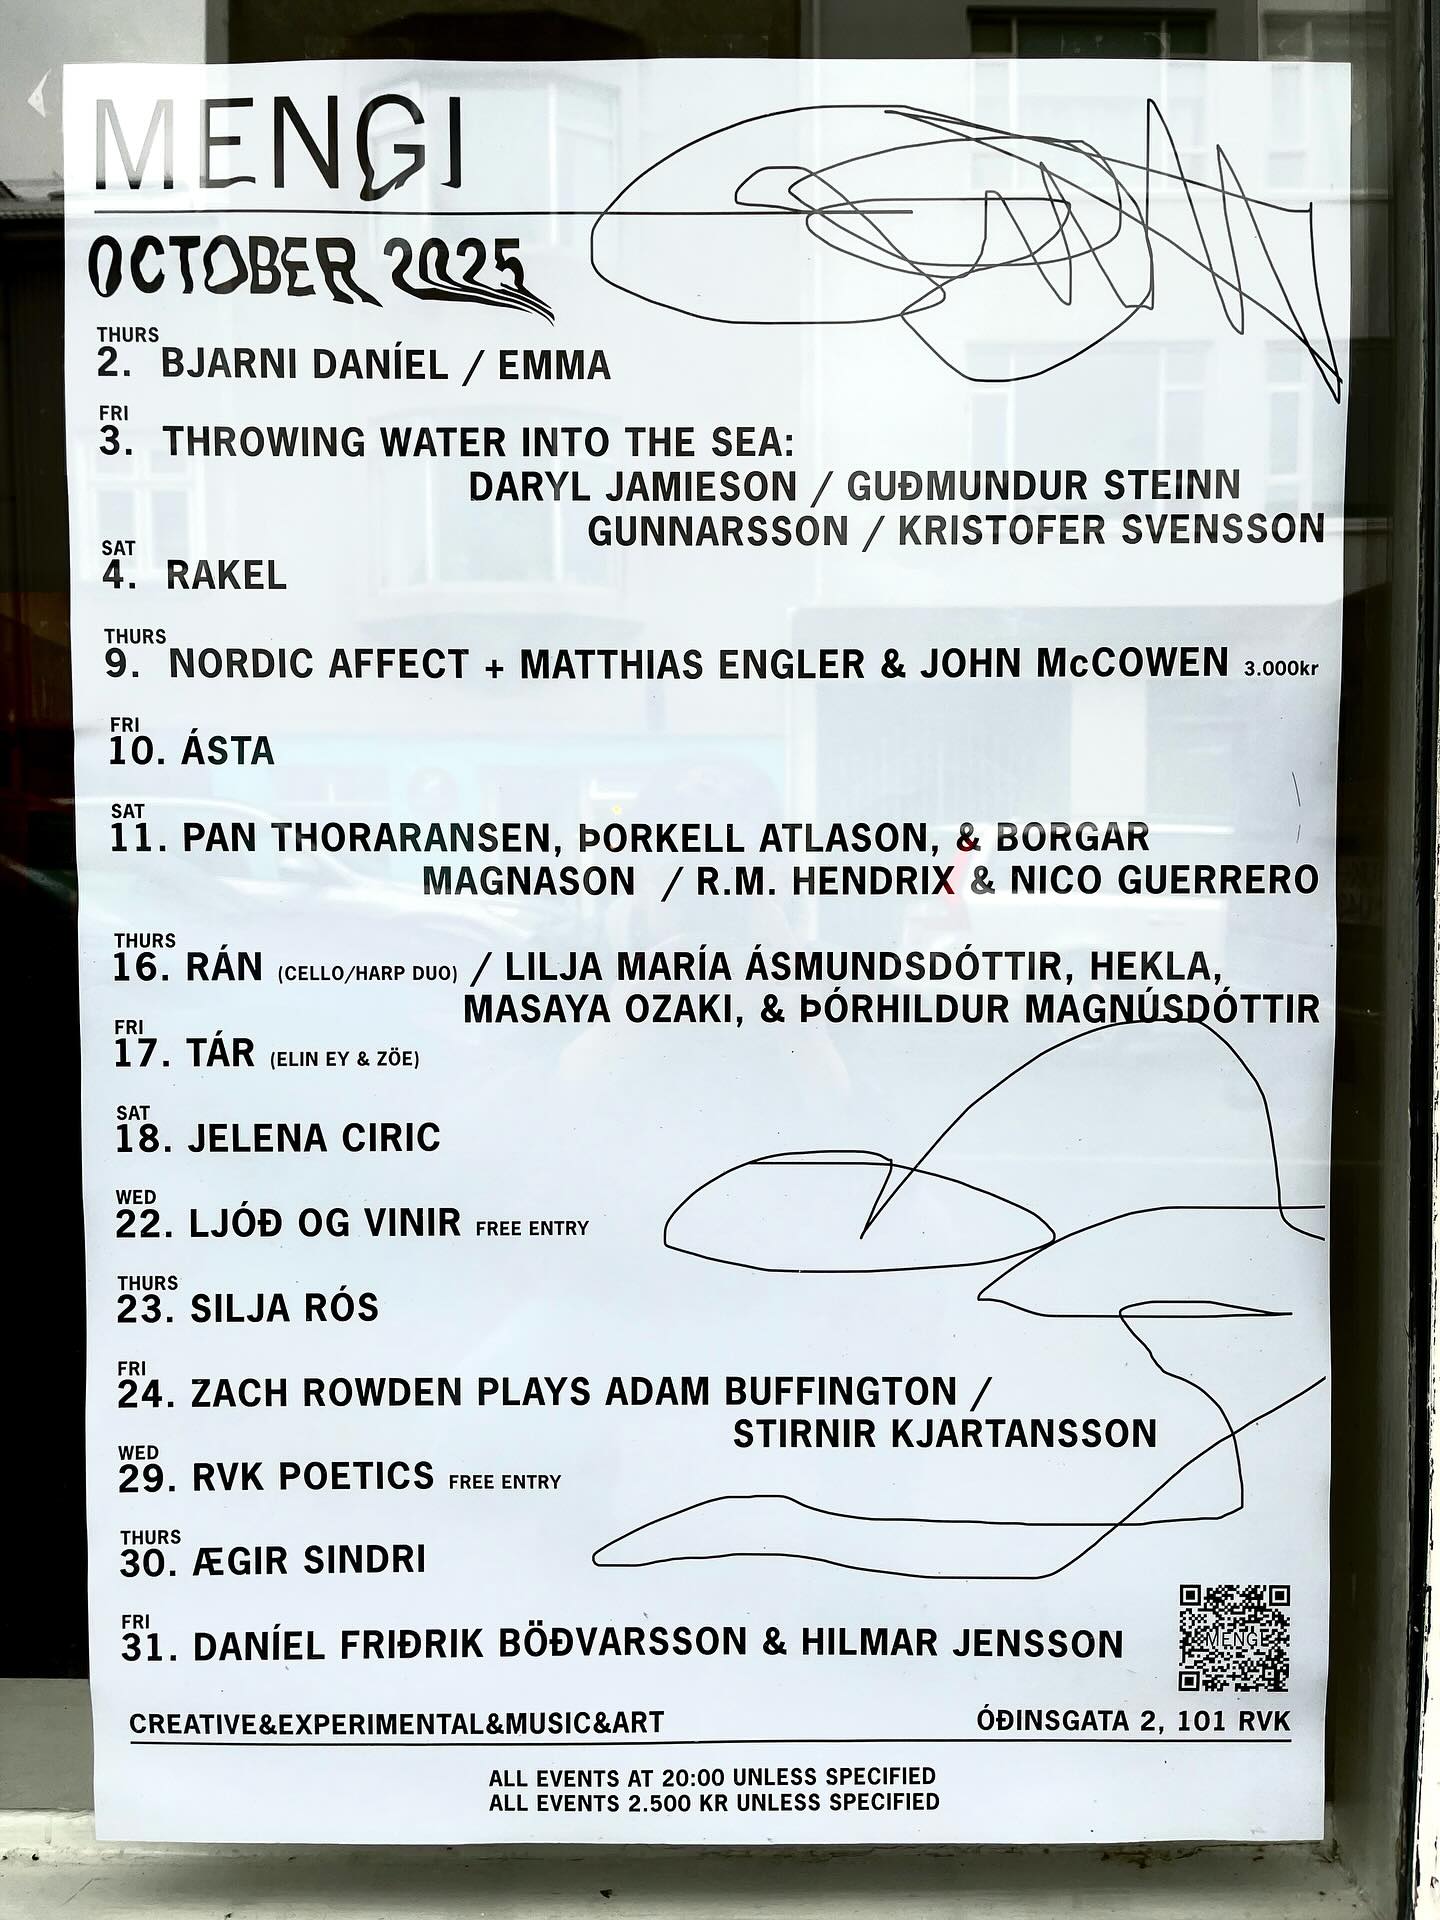 MENGI
OCTOBER 2025
THURS
2. BJARNI DANÍEL / EMMA
FRI
3. THROWING WATER INTO THE SEA:
DARYL JAMIESON / GUÐMUNDUR STEINN
GUNNARSSON / KRISTOFER SVENSSON
SAT
4. RAKEL
THURS
9. NORDIC AFFECT + MATTHIAS ENGLER & JOHN McCOWEN 3.000kr
FRI
10. ÁSTA
SAT
11. PAN THORARANSEN, ÞORKELL ATLASON, & BORGAR
MAGNASON / R.M. HENDRIX & NICO GUERRERO
THURS
16. RÁN (CELLO/HARP DUO) / LILJA MARÍA ÁSMUNDSDÓTTIR, HEKLA,
MASAYA OZAKI, & ÞÓRHILDUR MAGNÚSDÓTTIR
FRI
17. TÁR (ELIN EY & ZÖE)
SAT
18. JELENA CIRIC
WED
22. LJÓÐ OG VINIR FREE ENTRY
THURS
23. SILJA RÓS
FRI
24. ZACH ROWDEN PLAYS ADAM BUFFINGTON /
STIRNIR KJARTANSSON
WED
29. RVK POETICS FREE ENTRY
THURS
30. ÆGIR SINDRI
FRI
31. DANÍEL FRIÐRIK BÖÐVARSSON & HILMAR JENSSON
MENGI
CREATIVE&EXPERIMENTAL&MUSIC&ART
ÓÐINSGATA 2, 101 RVK
ALL EVENTS AT 20:00 UNLESS SPECIFIED
ALL EVENTS 2.500 KR UNLESS SPECIFIED